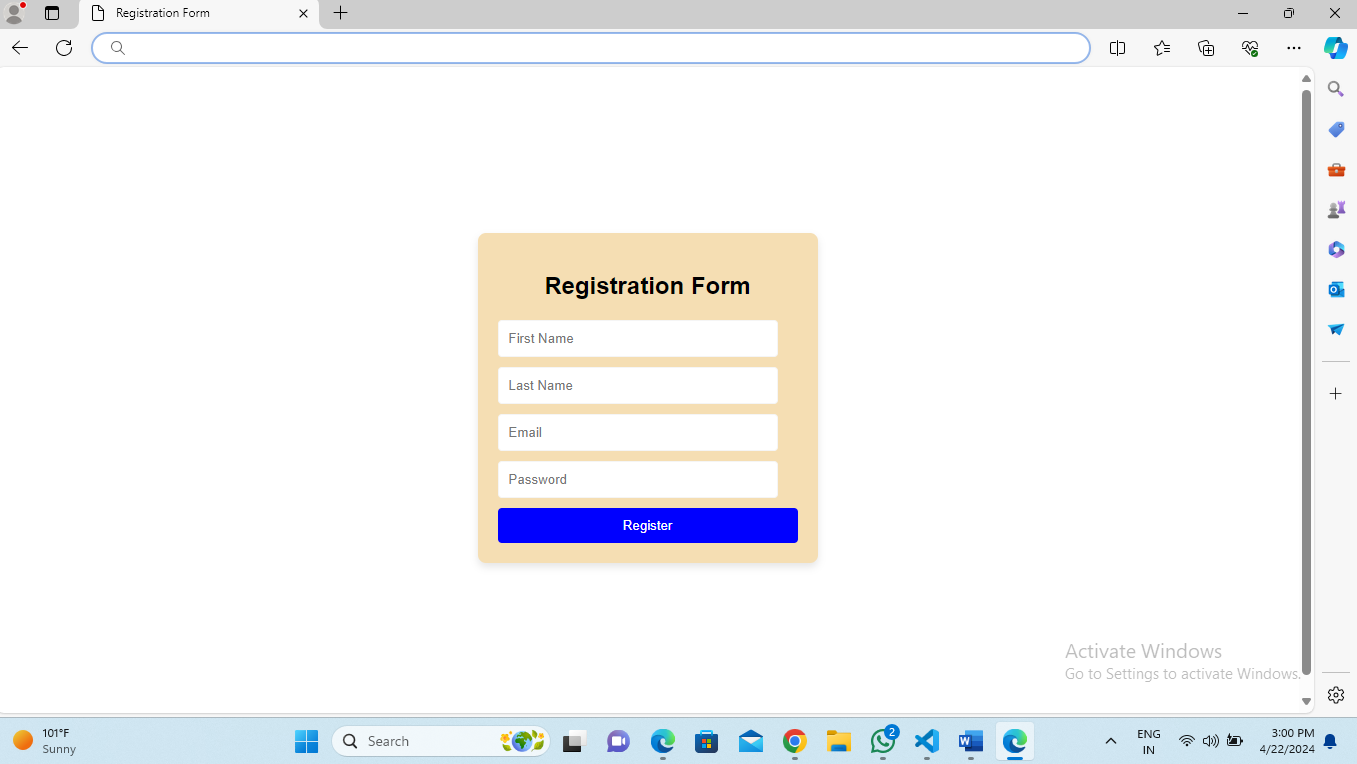 Registration Form
Registration Form
First Name
Last Name
Email
Password
Register
Activate Windows
Go to Settings to activate Windows.
101°F
Sunny
Search
2
ENG
IN
3:00 PM
4/22/2024